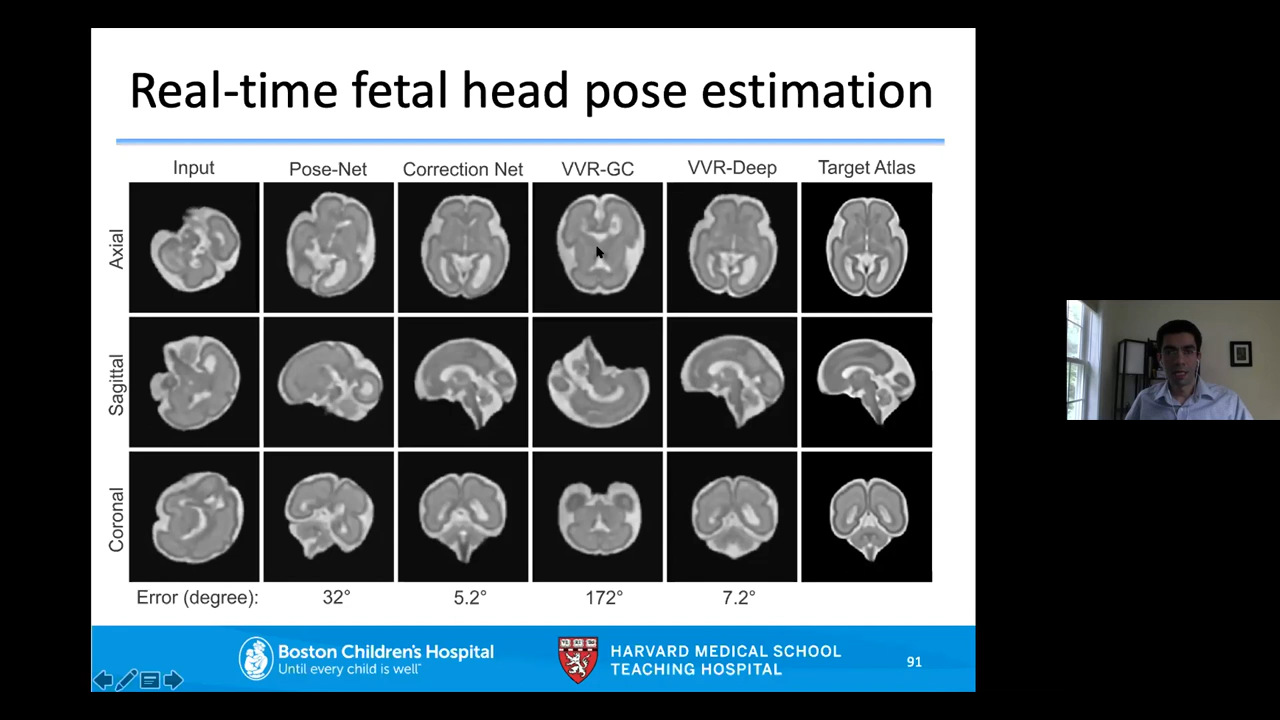 Real-time fetal head pose estimation
Input Pose-Net Correction Net VVR-GC VVR-Deep Target Atlas
Axial
Sagittal
Coronal
Error (degree): 32° 5.2° 172° 7.2°
Boston Children's Hospital
Until every child is well™
HARVARD MEDICAL SCHOOL
TEACHING HOSPITAL
91